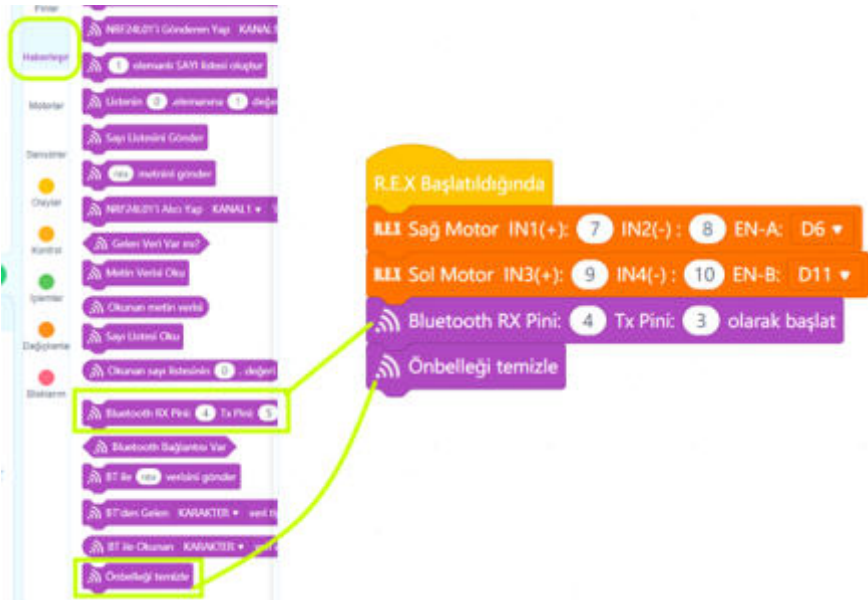 Pinler
NRF24L01'i Gönderen Yap KANAL1
Haberleşme
1 elemanlı SAYI listesi oluştur
Motorlar
Listenin 0 .elemanına 1 değer
Sayı Listesini Gönder
rex metnini gönder
Olaylar
NRF24L01'i Alıcı Yap KANAL1
Kontrol
Gelen Veri Var mı?
Metin Verisi Oku
İşlemler
Okunan metin verisi
Sayı Listesi Oku
Okunan sayı listesinin 0 . değeri
Bluetooth RX Pini: 4 Tx Pini: 5
Bluetooth Bağlantısı Var
BT ile rex verisini gönder
BT'den Gelen KARAKTER veri
BT ile Okunan KARAKTER
Önbelleği temizle
R.E.X Başlatıldığında
R.E.X Sağ Motor IN1(+): 7 IN2(-) : 8 EN-A: D6
R.E.X Sol Motor IN3(+): 9 IN4(-) : 10 EN-B: D11
Bluetooth RX Pini: 4 Tx Pini: 3 olarak başlat
Önbelleği temizle